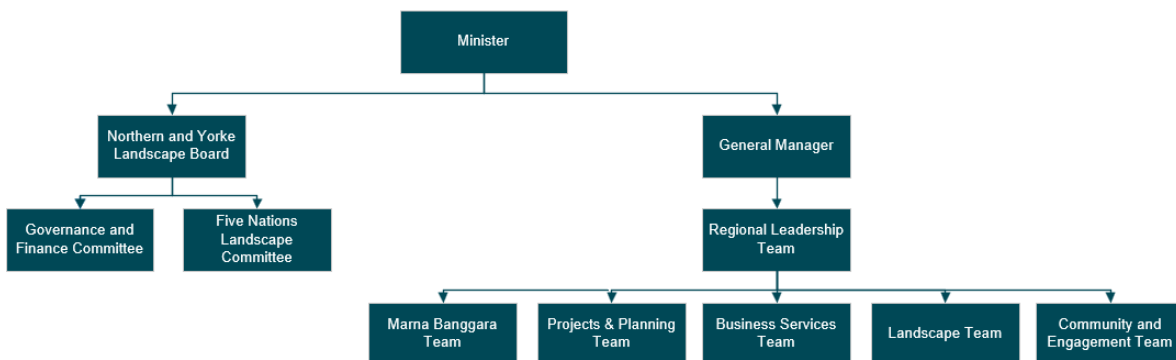 Minister
Northern and Yorke
Landscape Board
General Manager
Governance and
Finance Committee
Five Nations
Landscape
Committee
Regional Leadership
Team
Marna Banggara
Team
Projects & Planning
Team
Business Services
Team
Landscape Team
Community and
Engagement Team